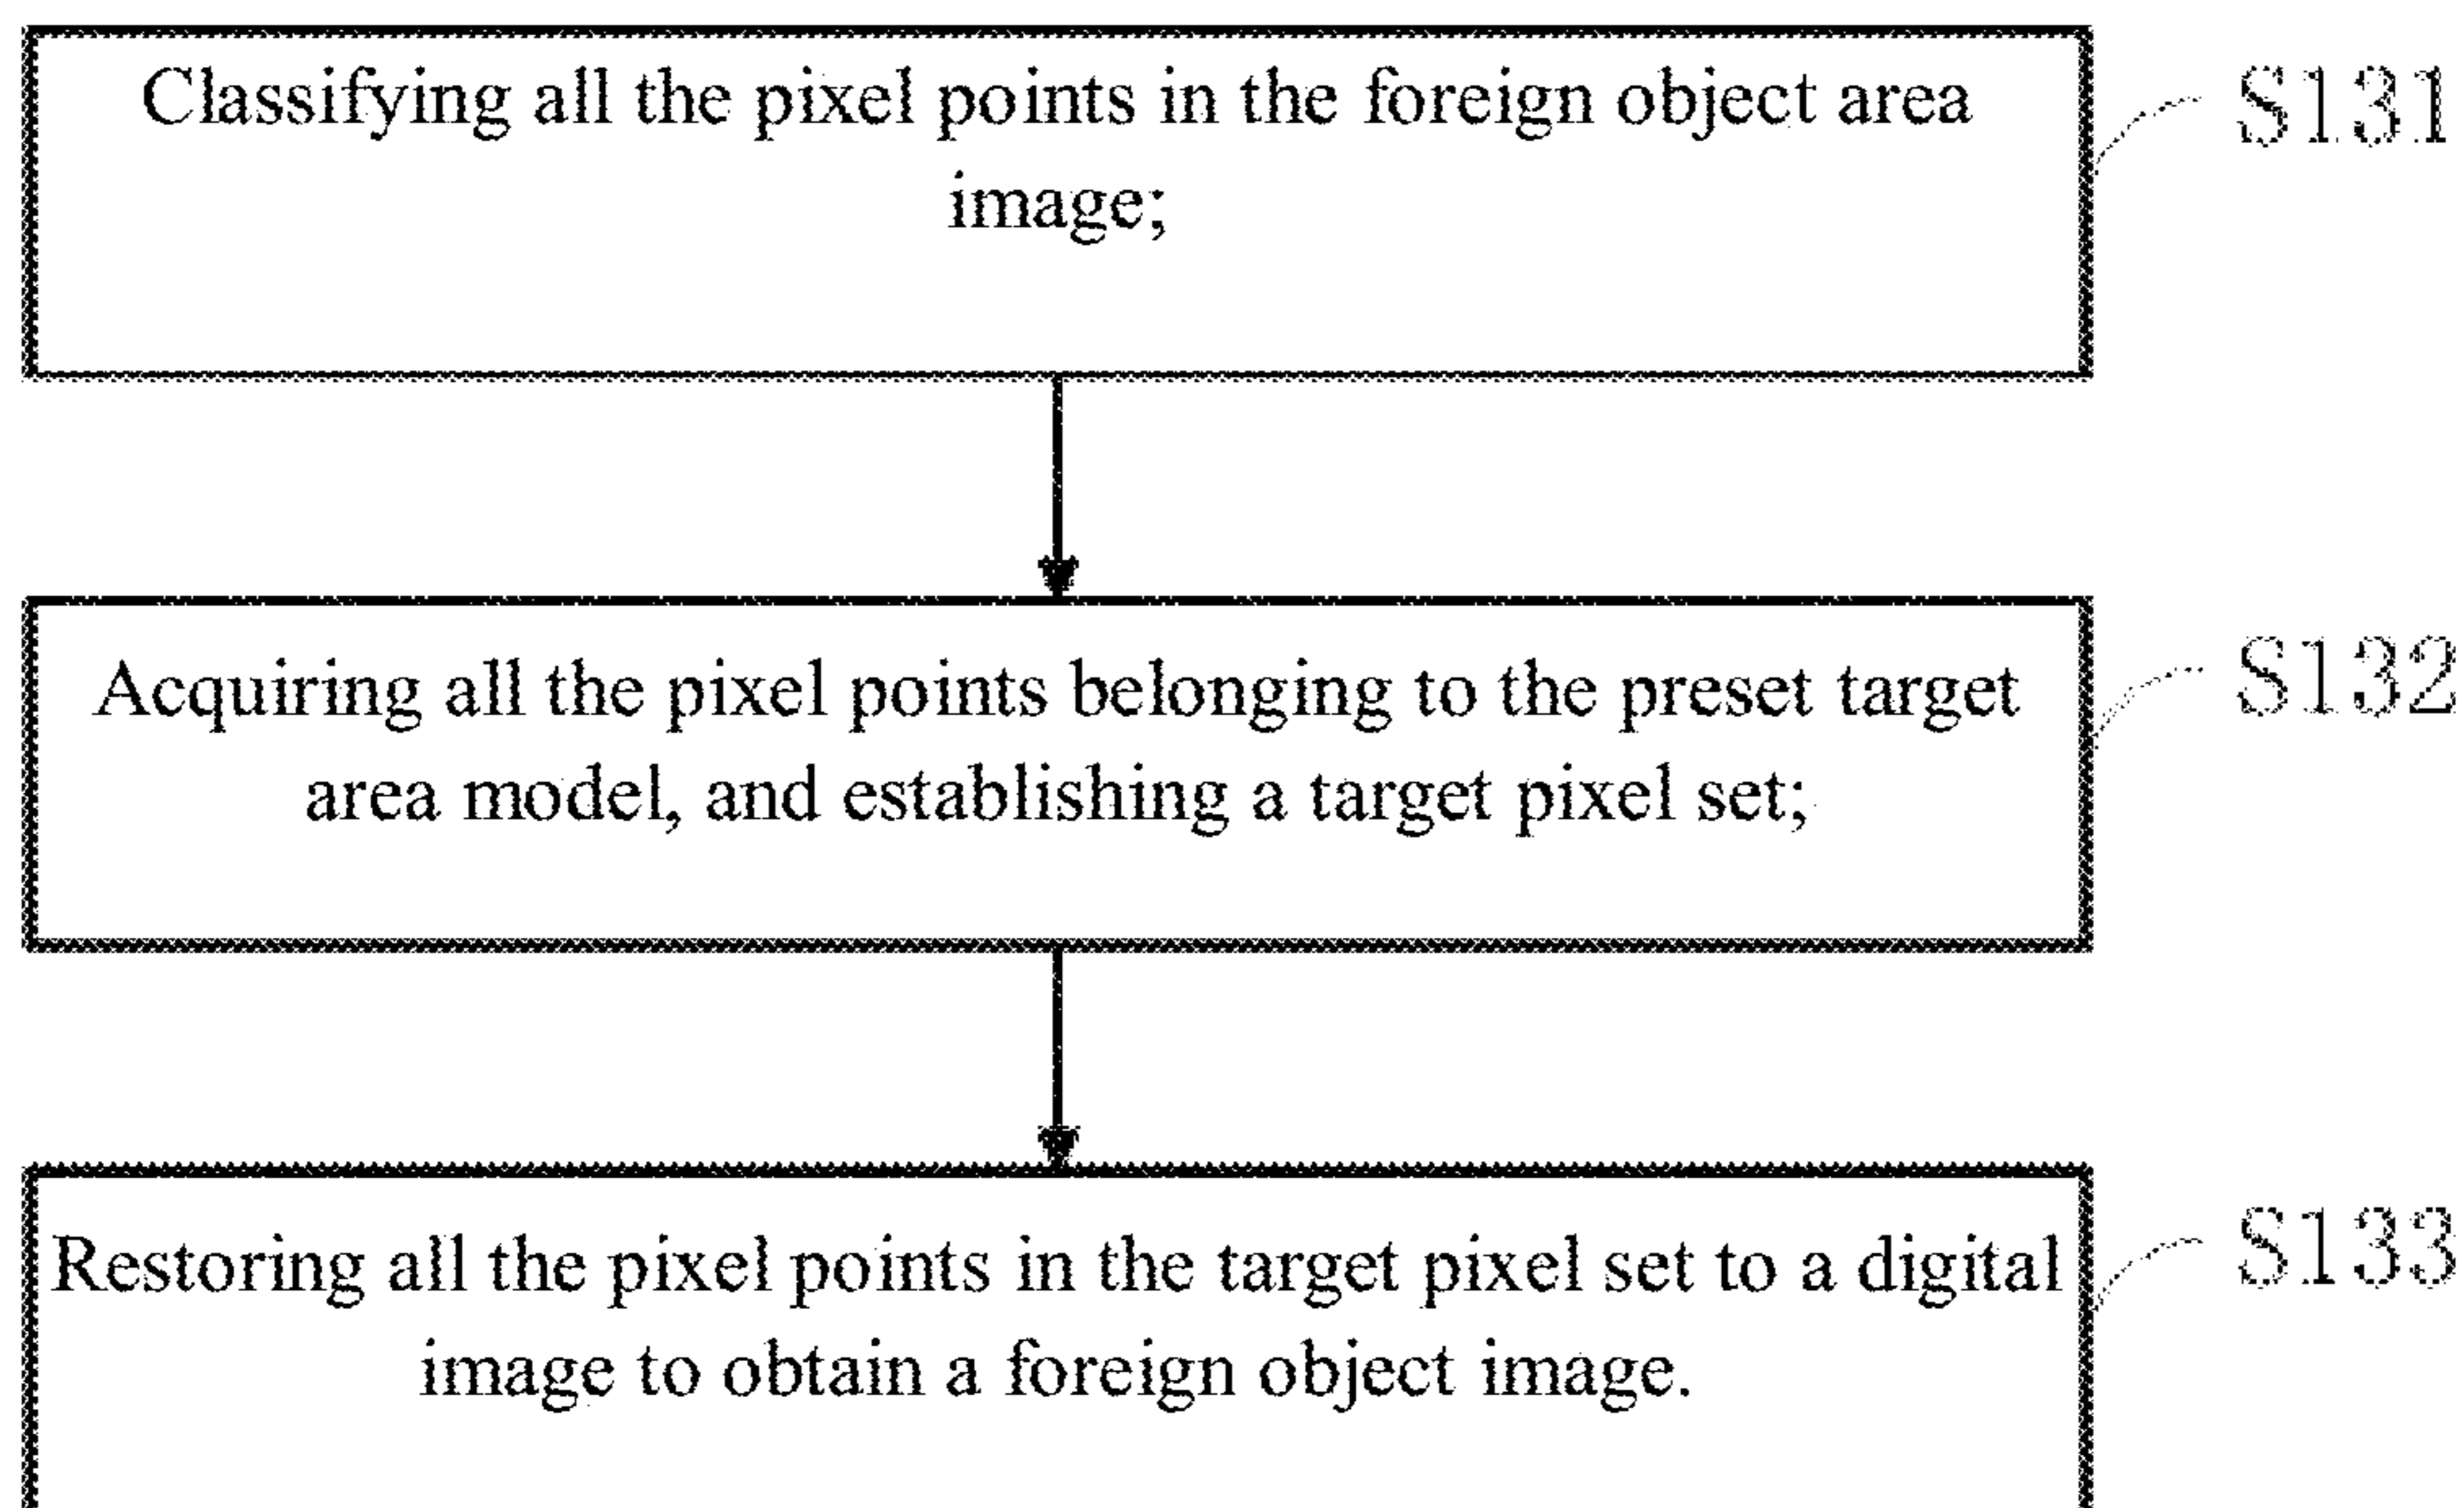 Classifying all the pixel points in the foreign object area
image;
S131
Acquiring all the pixel points belonging to the preset target
area model, and establishing a target pixel set;
S132
Restoring all the pixel points in the target pixel set to a digital
image to obtain a foreign object image.
S133